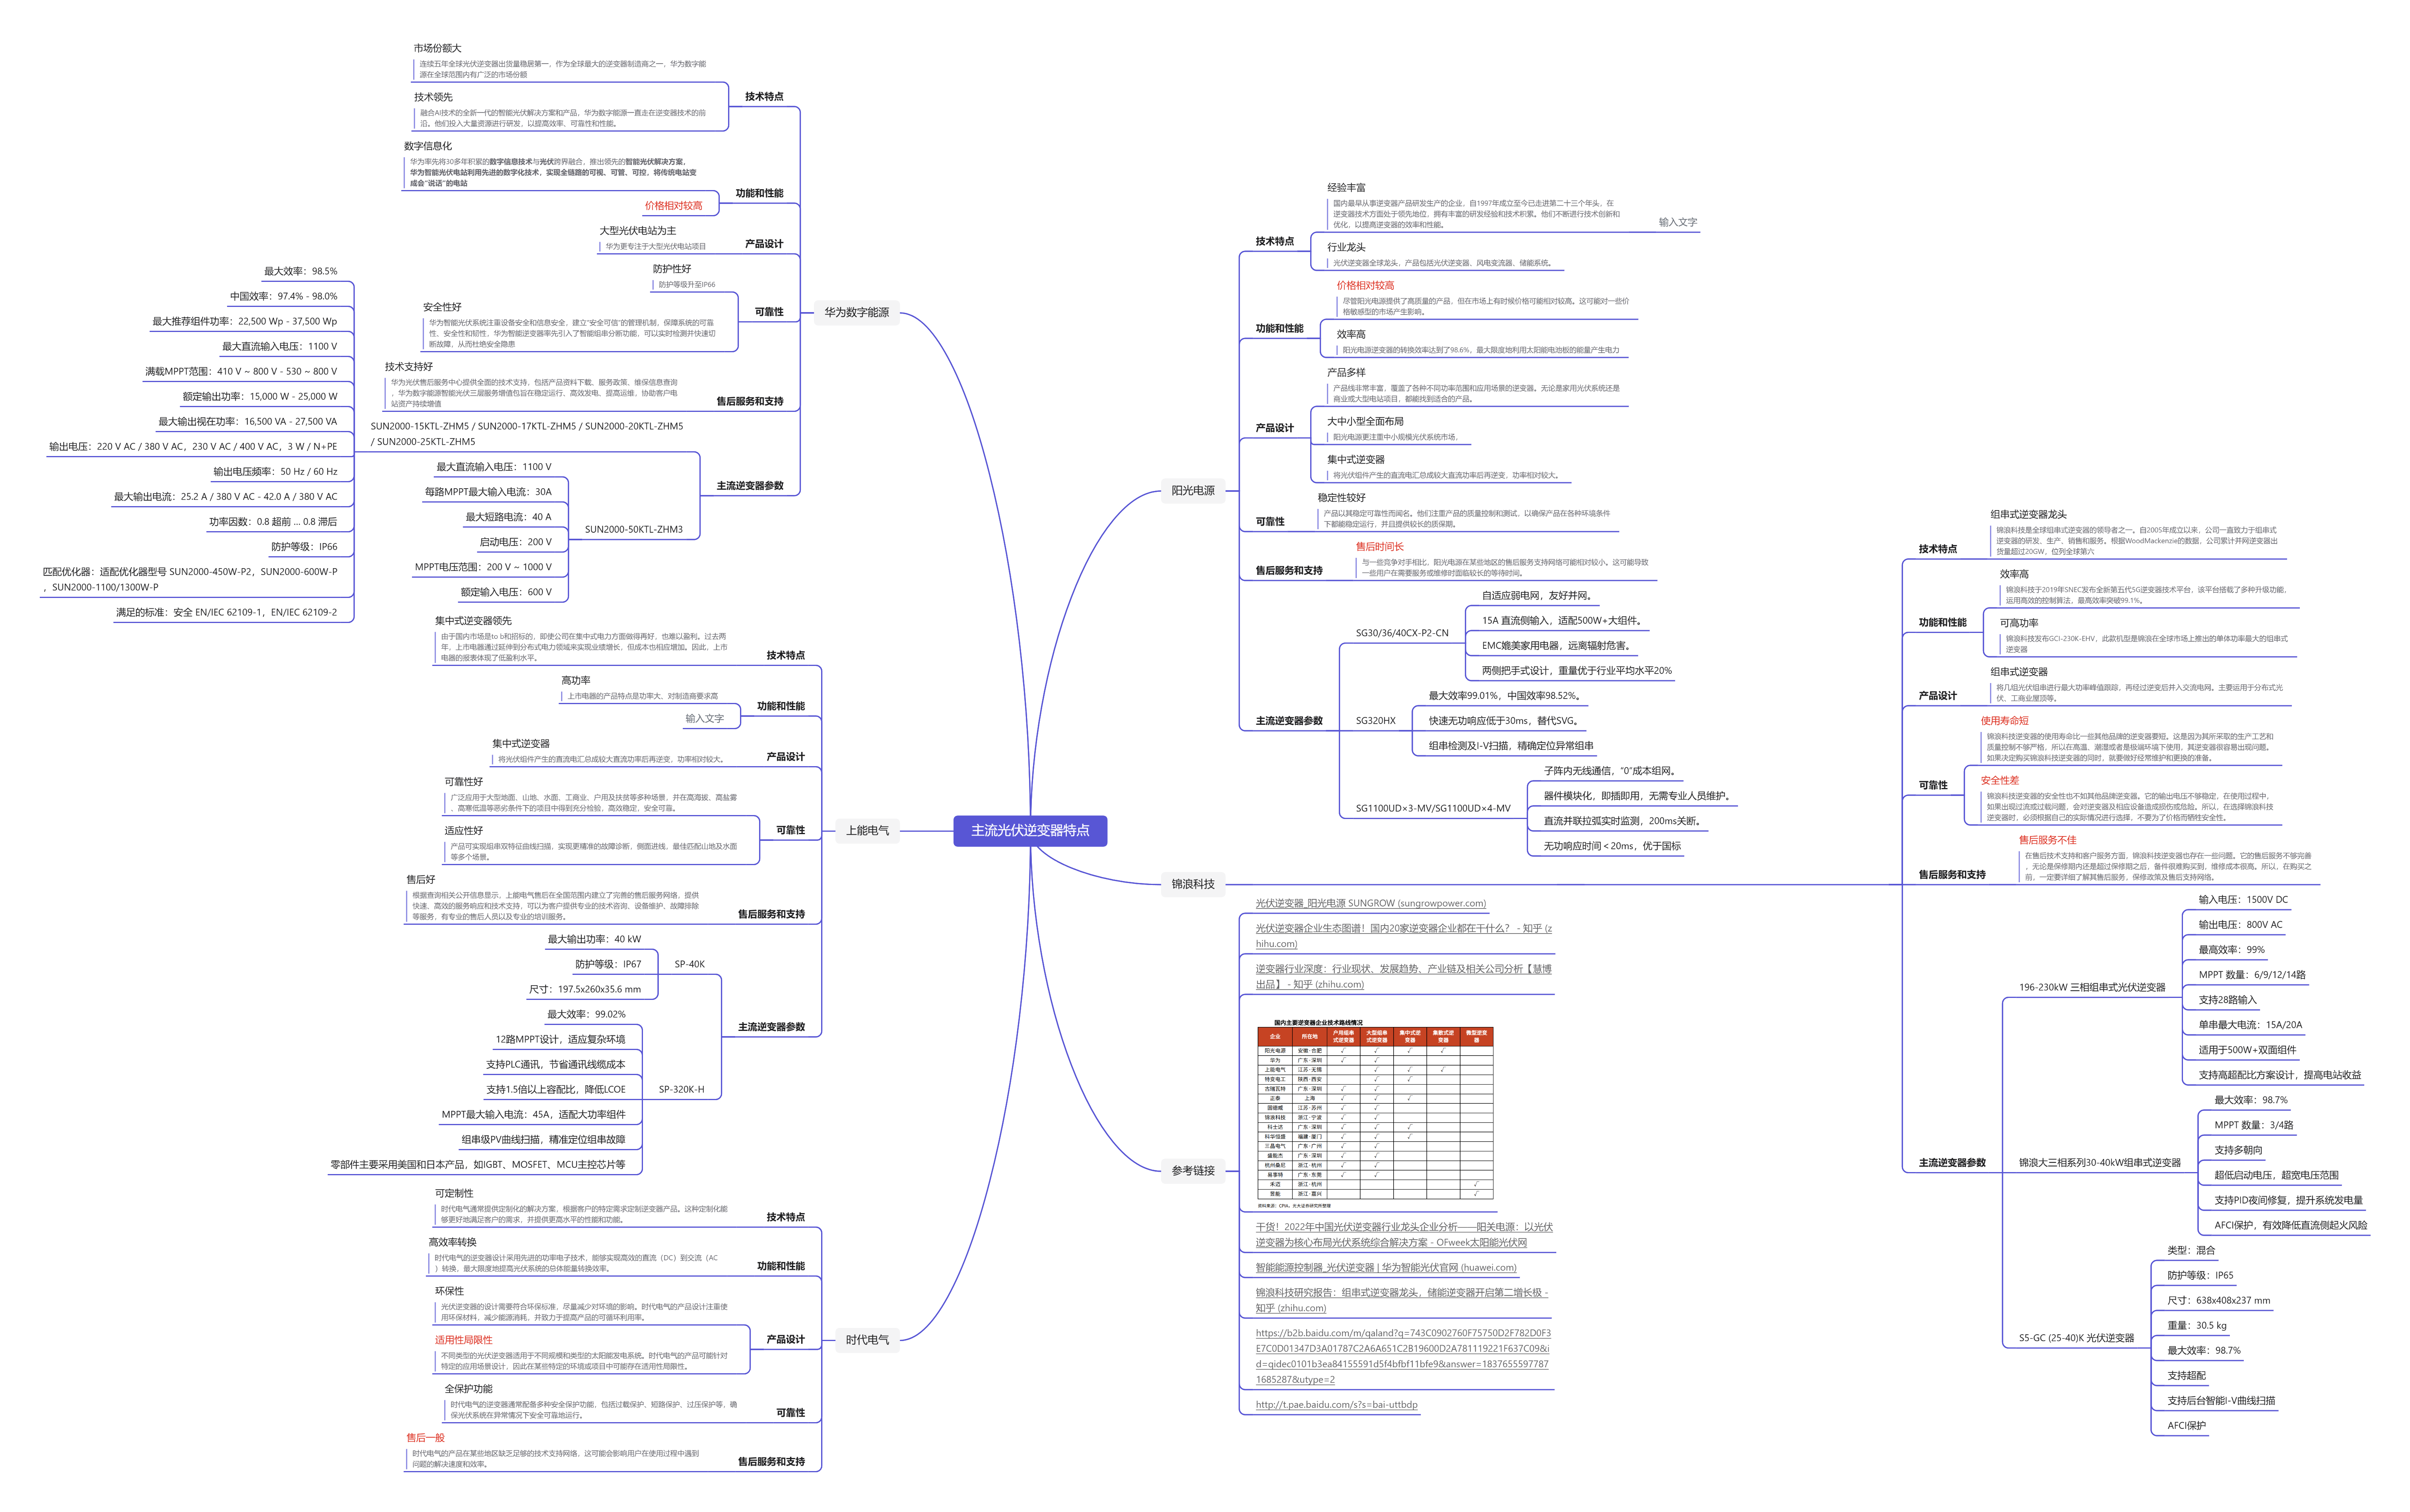 主流光伏逆变器特点
华为数字能源
技术特点
市场份额大
连续五年全球光伏逆变器出货量稳居第一，作为全球最大的逆变器制造商之一，华为数字能
源在全球范围内有广泛的市场份额
技术领先
融合AI技术的全新一代的智能光伏解决方案和产品，华为数字能源一直走在逆变器技术的前
沿。他们投入大量资源进行研发，以提高效率、可靠性和性能。
功能和性能
数字信息化
华为率先将30多年积累的数字信息技术与光伏跨界融合，推出领先的智能光伏解决方案，
华为智能光伏电站利用先进的数字化技术，实现全链路的可视、可管、可控，将传统电站变
成会“说话”的电站
价格相对较高
产品设计
大型光伏电站为主
华为更专注于大型光伏电站项目
可靠性
防护性好
防护等级升至IP66
安全性好
华为智能光伏系统注重设备安全和信息安全，建立“安全可信”的管理机制，保障系统的可靠
性，安全性和韧性，华为智能逆变器率先引入了智能组串分断功能，可以实时检测并快速切
断故障，从而杜绝安全隐患
售后服务和支持
技术支持好
华为光伏售后服务中心提供全面的技术支持，包括产品资料下载、服务政策、维保信息查询
，华为数字能源智能光伏三层服务增值包旨在稳定运行、高效发电、提高运维，协助客户电
站资产持续增值
主流逆变器参数
SUN2000-15KTL-ZHM5 / SUN2000-17KTL-ZHM5 / SUN2000-20KTL-ZHM5
/ SUN2000-25KTL-ZHM5
最大效率：98.5%
中国效率：97.4% - 98.0%
最大推荐组件功率：22,500 Wp - 37,500 Wp
最大直流输入电压：1100 V
满载MPPT范围：410 V ~ 800 V - 530 ~ 800 V
额定输出功率：15,000 W - 25,000 W
最大输出视在功率：16,500 VA - 27,500 VA
输出电压：220 V AC / 380 V AC，230 V AC / 400 V AC，3 W / N+PE
输出电压频率：50 Hz / 60 Hz
最大输出电流：25.2 A / 380 V AC - 42.0 A / 380 V AC
功率因数：0.8 超前 ... 0.8 滞后
防护等级：IP66
匹配优化器：适配优化器型号 SUN2000-450W-P2，SUN2000-600W-P
，SUN2000-1100/1300W-P
满足的标准：安全 EN/IEC 62109-1，EN/IEC 62109-2
SUN2000-50KTL-ZHM3
最大直流输入电压：1100 V
每路MPPT最大输入电流：30A
最大短路电流：40 A
启动电压：200 V
MPPT电压范围：200 V ~ 1000 V
额定输入电压：600 V
上能电气
技术特点
集中式逆变器领先
由于国内市场是to b和招标的，即使公司在集中式电力方面做得再好，也难以盈利。过去两
年，上市电器通过延伸到分布式电力领域来实现业绩增长，但成本也相应增加。因此，上市
电器的报表体现了低盈利水平。
功能和性能
高功率
上市电器的产品特点是功率大，对制造商要求高
输入文字
产品设计
集中式逆变器
将光伏组件产生的直流电汇总成较大直流功率后再逆变，功率相对较大。
可靠性
可靠性好
广泛应用于大型地面、山地、水面、工商业、户用及扶贫等多种场景，并在高海拔、高盐雾
、高寒低温等恶劣条件下的项目中得到充分检验，高效稳定，安全可靠。
适应性好
产品可实现组串双特征曲线扫描，实现更精准的故障诊断，侧面进线，最佳匹配山地及水面
等多个场景。
售后服务和支持
售后好
根据查询相关公开信息显示，上能电气售后在全国范围内建立了完善的售后服务网络，提供
快速、高效的服务响应和技术支持，可以为客户提供专业的技术咨询、设备维护、故障排除
等服务，有专业的售后人员以及专业的培训服务。
主流逆变器参数
SP-40K
最大输出功率：40 kW
防护等级：IP67
尺寸：197.5x260x35.6 mm
SP-320K-H
最大效率：99.02%
12路MPPT设计，适应复杂环境
支持PLC通讯，节省通讯线缆成本
支持1.5倍以上容配比，降低LCOE
MPPT最大输入电流：45A，适配大功率组件
组串级PV曲线扫描，精准定位组串故障
零部件主要采用美国和日本产品，如IGBT、MOSFET、MCU主控芯片等
时代电气
技术特点
可定制性
时代电气通常提供定制化的解决方案，根据客户的特定需求定制逆变器产品。这种定制化能
够更好地满足客户的需求，并提供更高水平的性能和功能。
功能和性能
高效率转换
时代电气的逆变器设计采用先进的功率电子技术，能够实现高效的直流（DC）到交流（AC
）转换，最大限度地提高光伏系统的总体能量转换效率。
产品设计
环保性
光伏逆变器的设计需要符合环保标准，尽量减少对环境的影响。时代电气的产品设计注重使
用环保材料，减少能源消耗，并致力于提高产品的可循环利用率。
适用性局限性
不同类型的光伏逆变器适用于不同规模和类型的太阳能发电系统。时代电气的产品可能针对
特定的应用场景设计，因此在某些特定的环境或项目中可能存在适用性局限性。
可靠性
全保护功能
时代电气的逆变器通常配备多种安全保护功能，包括过载保护、短路保护、过压保护等，确
保光伏系统在异常情况下安全可靠地运行。
售后服务和支持
售后一般
时代电气的产品在某些地区缺乏足够的技术支持网络，这可能会影响用户在使用过程中遇到
问题的解决速度和效率。
阳光电源
技术特点
经验丰富
国内最早从事逆变器产品研发生产的企业，自1997年成立至今已走进第二十三个年头，在
逆变器技术方面处于领先地位，拥有丰富的研发经验和技术积累。他们不断进行技术创新和
优化，以提高逆变器的效率和性能。
输入文字
行业龙头
光伏逆变器全球龙头，产品包括光伏逆变器、风电变流器、储能系统。
功能和性能
价格相对较高
尽管阳光电源提供了高质量的产品，但在市场上有时候价格可能相对较高。这可能对一些价
格敏感型的市场产生影响。
效率高
阳光电源逆变器的转换效率达到了98.6%，最大限度地利用太阳能电池板的能量产生电力
产品设计
产品多样
产品线非常丰富，覆盖了各种不同功率范围和应用场景的逆变器。无论是家用光伏系统还是
商业或大型电站项目，都能找到适合的产品。
大中小型全面布局
阳光电源更注重中小规模光伏系统市场，
集中式逆变器
将光伏组件产生的直流电汇总成较大直流功率后再逆变，功率相对较大。
可靠性
稳定性较好
产品以其稳定可靠性而闻名。他们注重产品的质量控制和测试，以确保产品在各种环境条件
下都能稳定运行，并且提供较长的质保期。
售后服务和支持
售后时间长
与一些竞争对手相比，阳光电源在某些地区的售后服务支持网络可能相对较小。这可能导致
一些用户在需要服务或维修时面临较长的等待时间。
主流逆变器参数
SG30/36/40CX-P2-CN
自适应弱电网，友好并网。
15A 直流侧输入，适配500W+大组件。
EMC媲美家用电器，远离辐射危害。
两侧把手式设计，重量优于行业平均水平20%
SG320HX
最大效率99.01%，中国效率98.52%。
快速无功响应低于30ms，替代SVG。
组串检测及I-V扫描，精确定位异常组串
SG1100UD×3-MV/SG1100UD×4-MV
子阵内无线通信，“0”成本组网。
器件模块化，即插即用，无需专业人员维护。
直流并联拉弧实时监测，200ms关断。
无功响应时间＜20ms，优于国标
锦浪科技
技术特点
组串式逆变器龙头
锦浪科技是全球组串式逆变器的领导者之一。自2005年成立以来，公司一直致力于组串式
逆变器的研发、生产、销售和服务。根据WoodMackenzie的数据，公司累计并网逆变器出
货量超过20GW，位列全球第六
功能和性能
效率高
锦浪科技于2019年SNEC发布全新第五代5G逆变器技术平台，该平台搭载了多种升级功能，
运用高效的控制算法，最高效率突破99.1%。
可高功率
锦浪科技发布GCI-230K-EHV，此款机型是锦浪在全球市场上推出的单体功率最大的组串式
逆变器
产品设计
组串式逆变器
将几组光伏组串进行最大功率峰值跟踪，再经过逆变后并入交流电网。主要运用于分布式光
伏、工商业屋顶等。
可靠性
使用寿命短
锦浪科技逆变器的使用寿命比一些其他品牌的逆变器要短。这是因为其所采取的生产工艺和
质量控制不够严格，所以在高温、潮湿或者是极端环境下使用，其逆变器很容易出现问题。
如果决定购买锦浪科技逆变器的同时，就要做好经常维护和更换的准备。
安全性差
锦浪科技逆变器的安全性也不如其他品牌逆变器。它的输出电压不够稳定，在使用过程中，
如果出现过流或过载问题，会对逆变器及相应设备造成损伤或危险。所以，在选择锦浪科技
逆变器时，必须根据自己的实际情况进行选择，不要为了价格而牺牲安全性。
售后服务和支持
售后服务不佳
在售后技术支持和客户服务方面，锦浪科技逆变器也存在一些问题。它的售后服务不够完善
，无论是保修期内还是超过保修期之后，备件很难购买到，维修成本很高。所以，在购买之
前，一定要详细了解其售后服务，保修政策及售后支持网络。
主流逆变器参数
196-230kW 三相组串式光伏逆变器
输入电压：1500V DC
输出电压：800V AC
最高效率：99%
MPPT 数量：6/9/12/14路
支持28路输入
单串最大电流：15A/20A
适用于500W+双面组件
支持高超配比方案设计，提高电站收益
锦浪大三相系列30-40kW组串式逆变器
最大效率：98.7%
MPPT 数量：3/4路
支持多朝向
超低启动电压，超宽电压范围
支持PID夜间修复，提升系统发电量
AFCI保护，有效降低直流侧起火风险
S5-GC (25-40)K 光伏逆变器
类型：混合
防护等级：IP65
尺寸：638x408x237 mm
重量：30.5 kg
最大效率：98.7%
支持超配
支持后台智能I-V曲线扫描
AFCI保护
参考链接
光伏逆变器_阳光电源 SUNGROW (sungrowpower.com)
光伏逆变器企业生态图谱！国内20家逆变器企业都在干什么？ - 知乎 (z
hihu.com)
逆变器行业深度：行业现状、发展趋势、产业链及相关公司分析【慧博
出品】 - 知乎 (zhihu.com)
国内主要逆变器企业技术路线情况
企业 所在地 户用组串式逆变器 大型组串式逆变器 集中式逆变器 集散式逆变器 微型逆变器
阳光电源 安徽·合肥 √ √ √ √
华为 广东·深圳 √ √
上能电气 江苏·无锡 √ √ √
特变电工 陕西·西安 √ √
古瑞瓦特 广东·深圳 √ √
正泰 上海 √ √ √
固德威 江苏·苏州 √ √
锦浪科技 浙江·宁波 √ √
科士达 广东·深圳 √ √ √
科华恒盛 福建·厦门 √ √ √
三晶电气 广东·广州 √ √
盛能杰 广东·深圳 √ √
杭州桑尼 浙江·杭州 √ √
易事特 广东·东莞 √ √
禾迈 浙江·杭州 √
昱能 浙江·嘉兴 √
资料来源：CPIA，光大证券研究所整理
干货！2022年中国光伏逆变器行业龙头企业分析——阳关电源：以光伏
逆变器为核心布局光伏系统综合解决方案 - OFweek太阳能光伏网
智能能源控制器_光伏逆变器 | 华为智能光伏官网 (huawei.com)
锦浪科技研究报告：组串式逆变器龙头，储能逆变器开启第二增长极 -
知乎 (zhihu.com)
https://b2b.baidu.com/m/qaland?q=743C0902760F75750D2F782D0F3
E7C0D01347D3A01787C2A6A651C2B19600D2A781119221F637C09&i
d=qidec0101b3ea84155591d5f4bfbf11bfe9&answer=1837655597787
1685287&utype=2
http://t.pae.baidu.com/s?s=bai-uttbdp